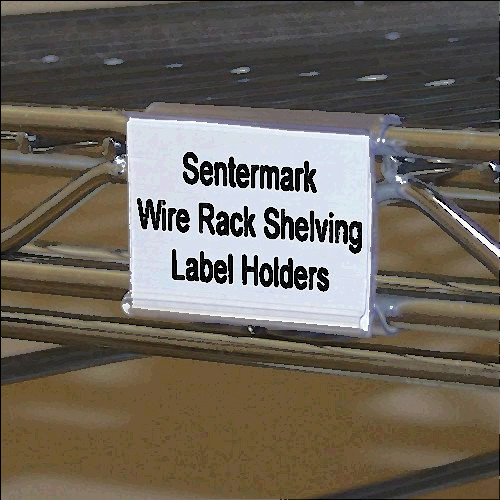 Sentermark
Wire Rack Shelving
Label Holders